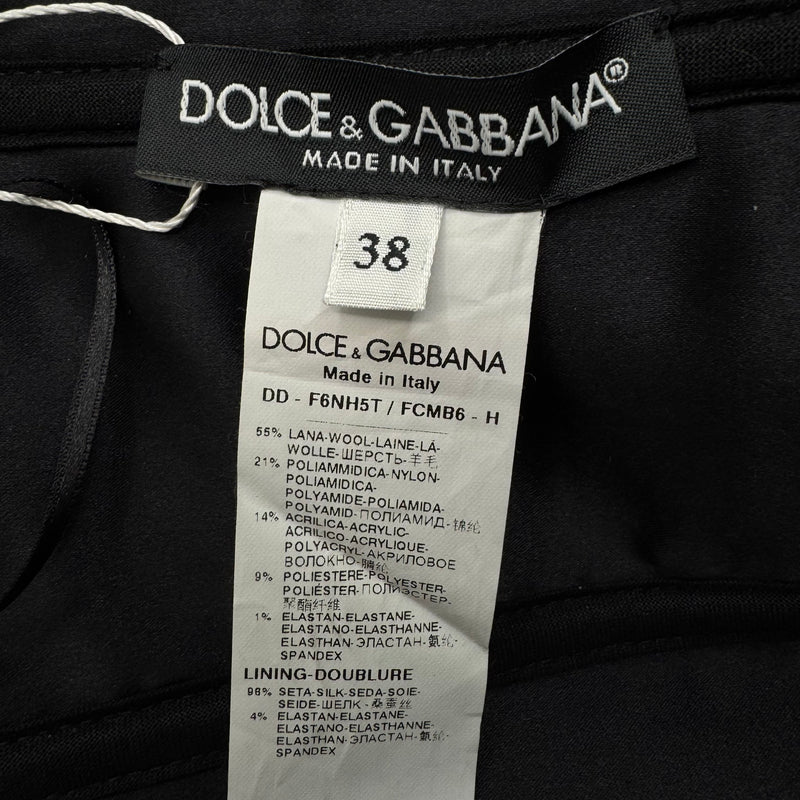 DOLCE & GABBANA®
MADE IN ITALY
38
DOLCE & GABBANA
Made in Italy
DD - F6NH5T / FCMB6 - H
55% LANA-WOOL-LAINE-LÃ-
WOLLE-ШЕРСТЬ-羊毛
21% POLIAMMIDICA-NYLON-
POLIAMIDICA-
POLYAMIDE-POLIAMIDA-
POLYAMID-ПОЛИАМИД-锦纶
14% ACRILICA-ACRYLIC-
ACRILICO-ACRYLIQUE-
POLYACRYL-АКРИЛОВОЕ
ВОЛОКНО-腈纶
9% POLIESTERE-POLYESTER-
POLIÉSTER-ПОЛИЭСТЕР-
聚酯纤维
1% ELASTAN-ELASTANE-
ELASTANO-ELASTHANNE-
ELASTHAN-ЭЛАСТАН-氨纶-
SPANDEX
LINING-DOUBLURE
96% SETA-SILK-SEDA-SOIE-
SEIDE-ШЕЛК-桑蚕丝
4% ELASTAN-ELASTANE-
ELASTANO-ELASTHANNE-
ELASTHAN-ЭЛАСТАН-氨纶-
SPANDEX